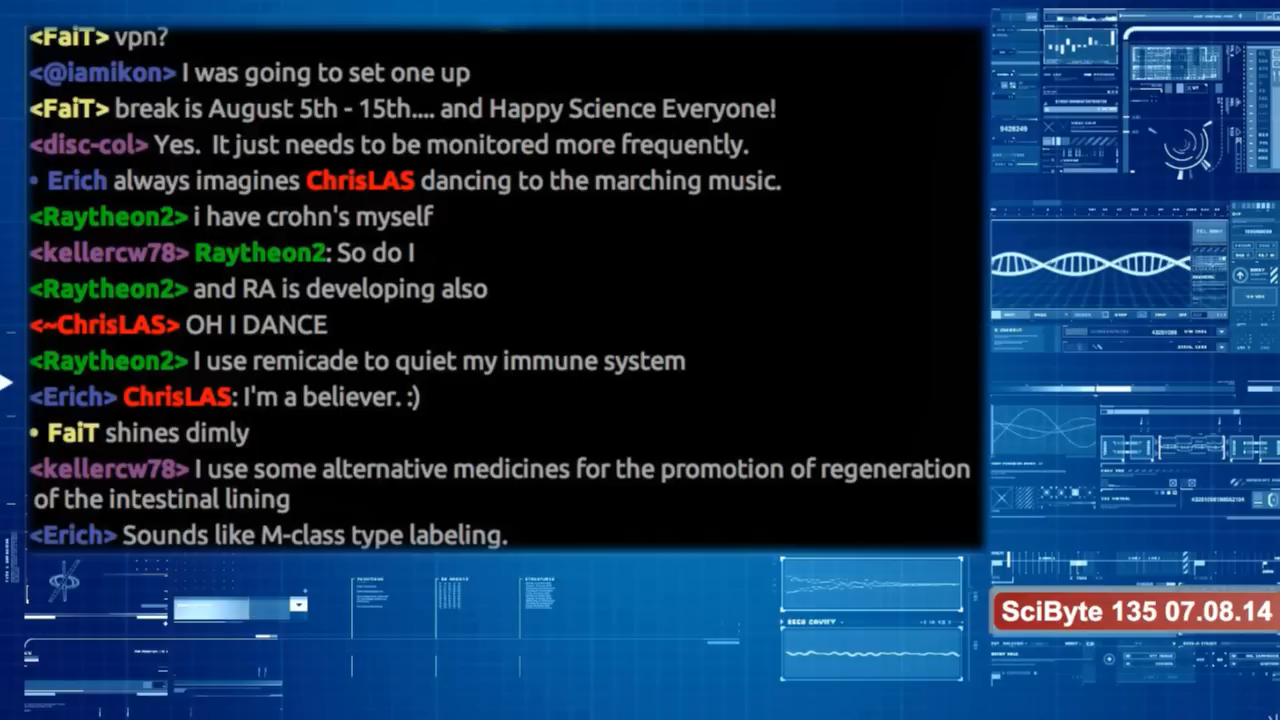 <FaiT> vpn?
<@iamikon> I was going to set one up
<FaiT> break is August 5th - 15th.... and Happy Science Everyone!
<disc-col> Yes.  It just needs to be monitored more frequently.
• Erich always imagines ChrisLAS dancing to the marching music.
<Raytheon2> i have crohn's myself
<kellercw78> Raytheon2: So do I
<Raytheon2> and RA is developing also
<~ChrisLAS> OH I DANCE
<Raytheon2> I use remicade to quiet my immune system
<Erich> ChrisLAS: I'm a believer. :)
• FaiT shines dimly
<kellercw78> I use some alternative medicines for the promotion of regeneration
of the intestinal lining
<Erich> Sounds like M-class type labeling.
9428249
SciByte 135 07.08.14